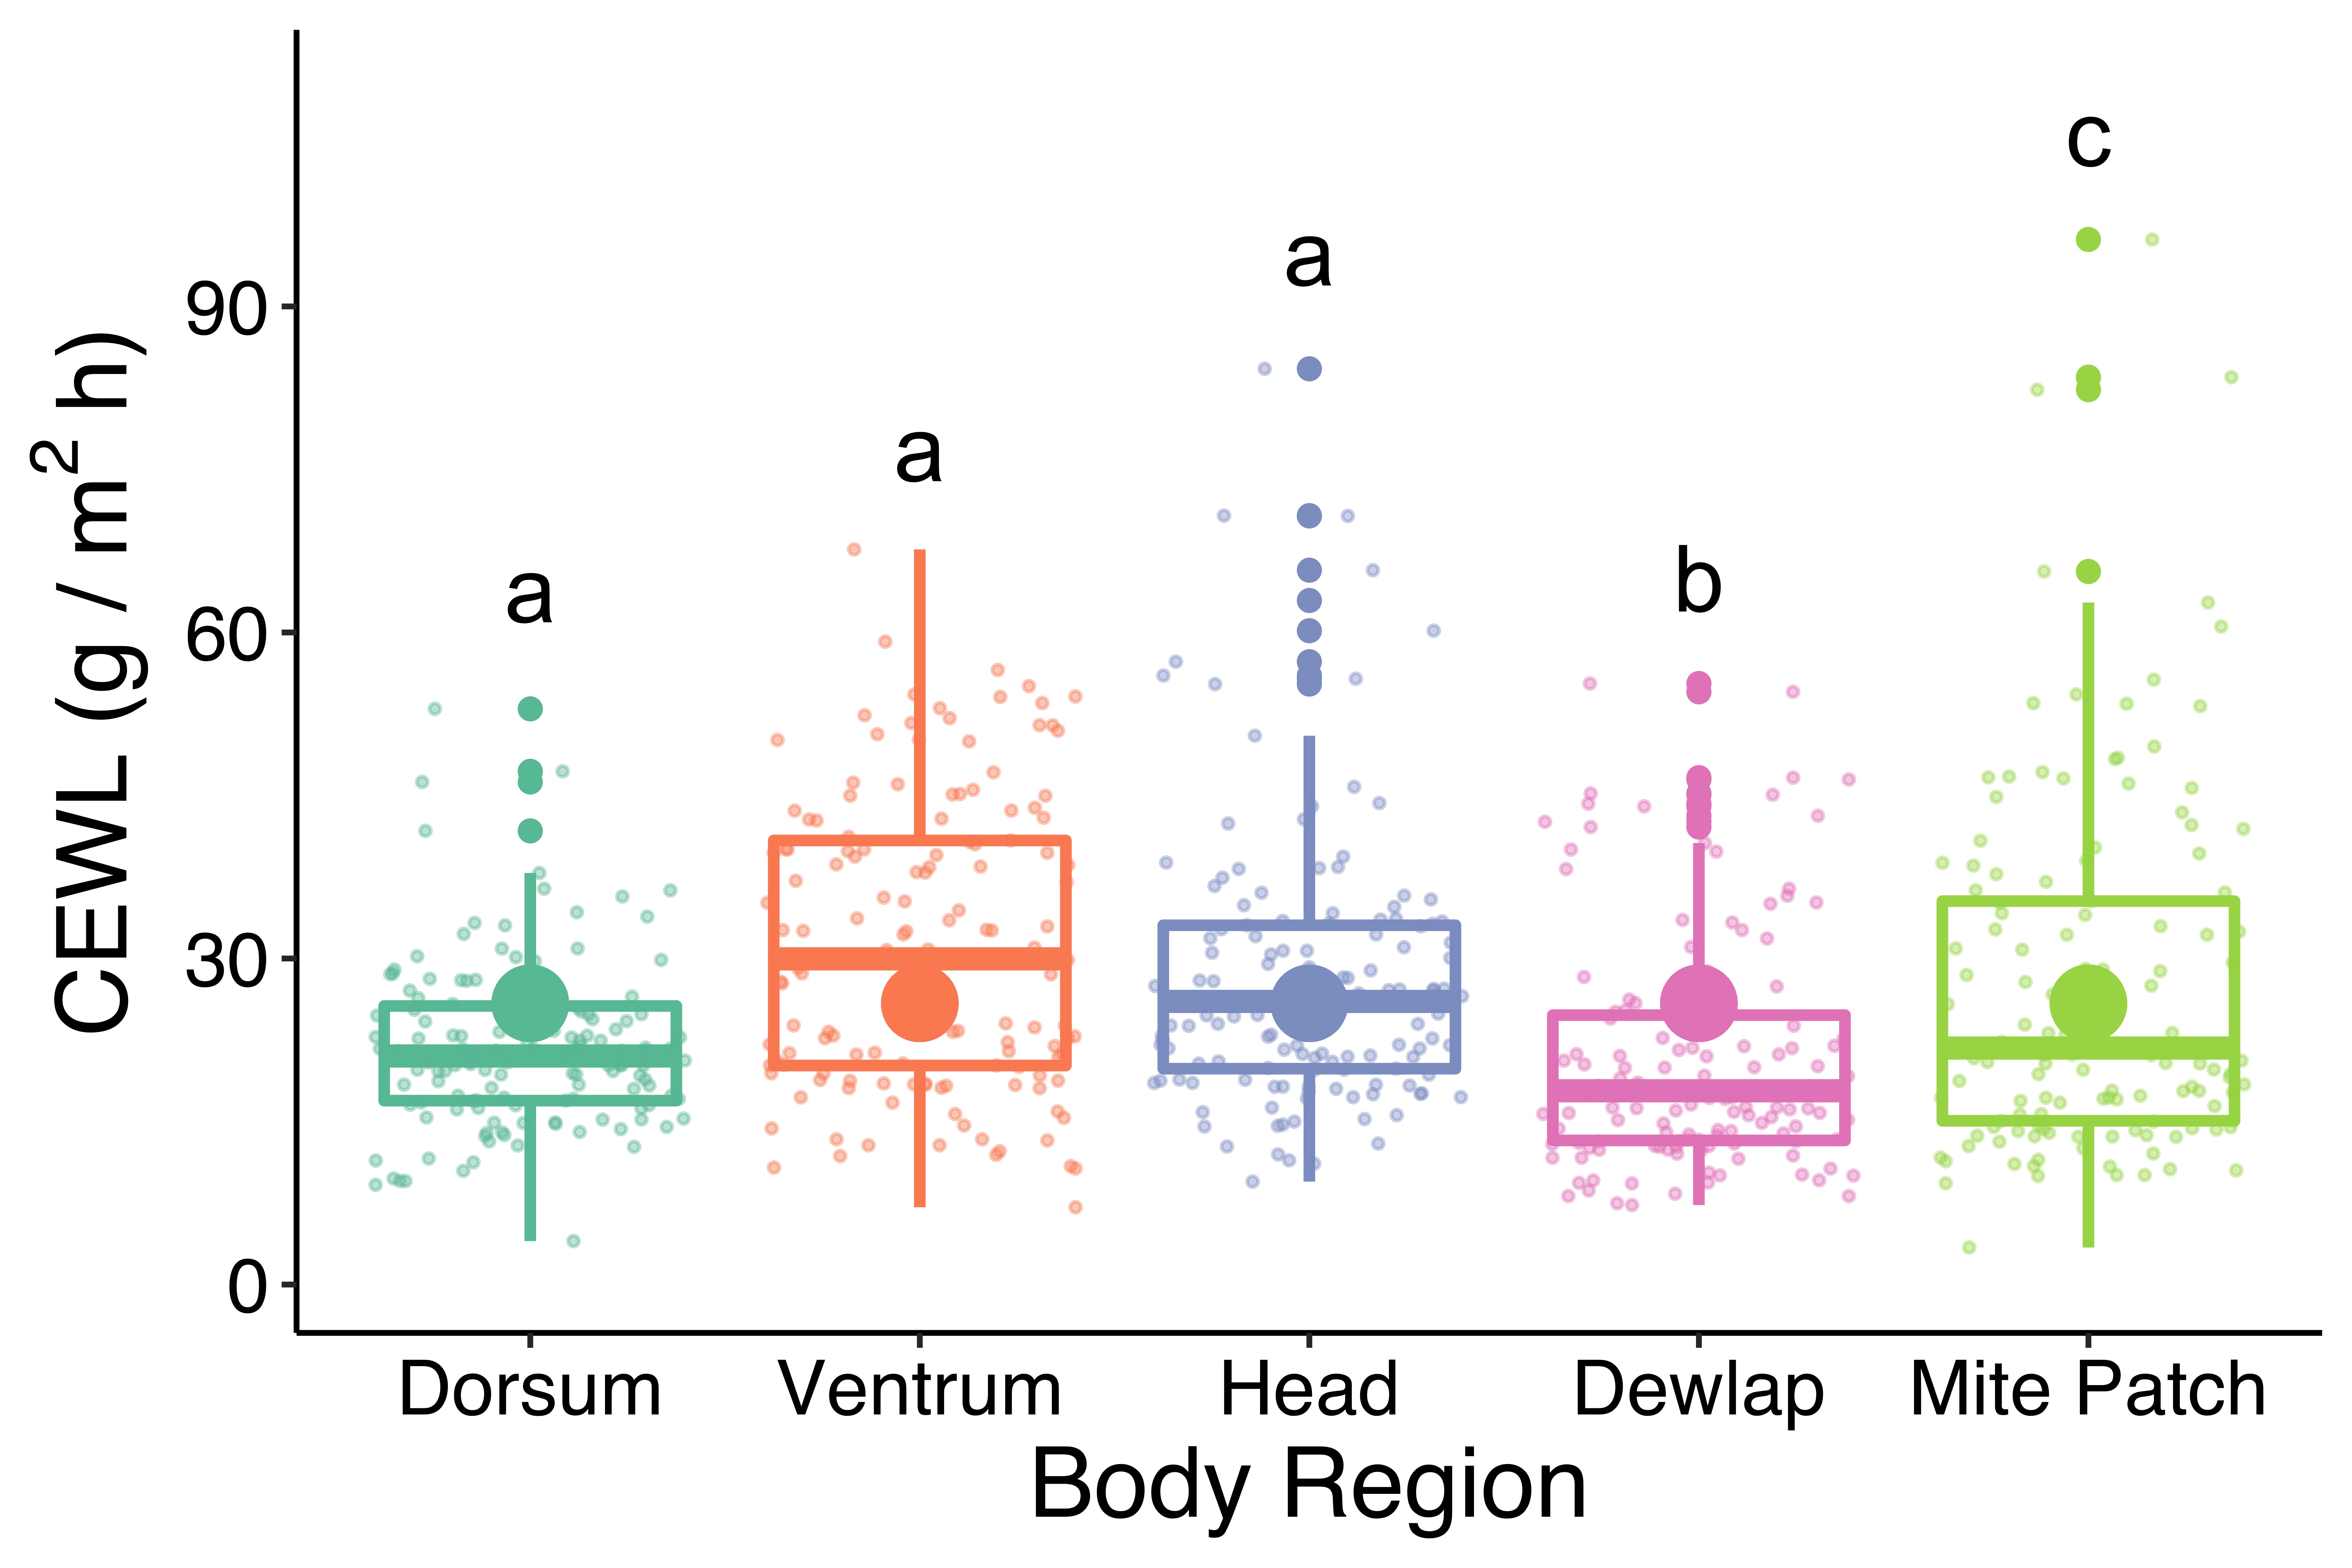 c
a
a
b
a
90
60
30
0
CEWL (g / m² h)
Dorsum Ventrum Head Dewlap Mite Patch
Body Region